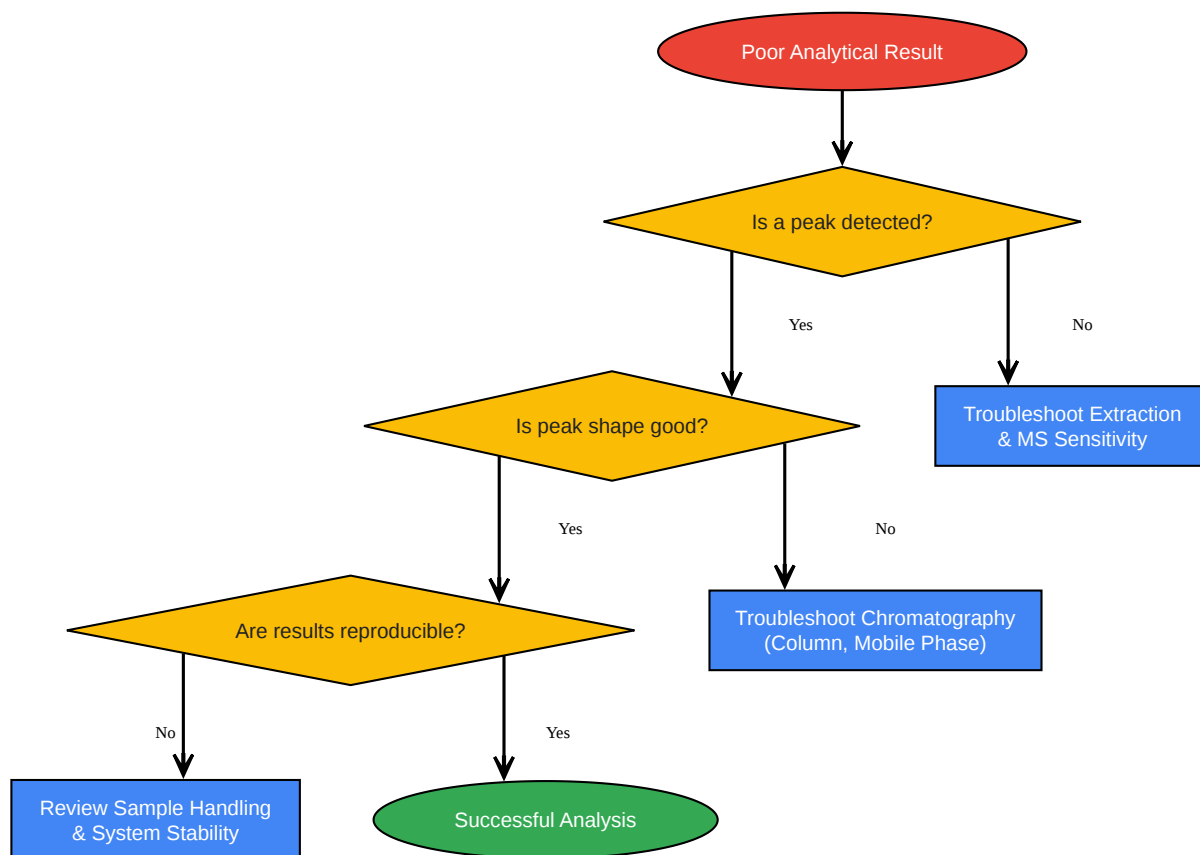 Poor Analytical Result
Is a peak detected?
Yes
No
Troubleshoot Extraction
& MS Sensitivity
Is peak shape good?
Yes
No
Troubleshoot Chromatography
(Column, Mobile Phase)
Are results reproducible?
No
Yes
Review Sample Handling
& System Stability
Successful Analysis